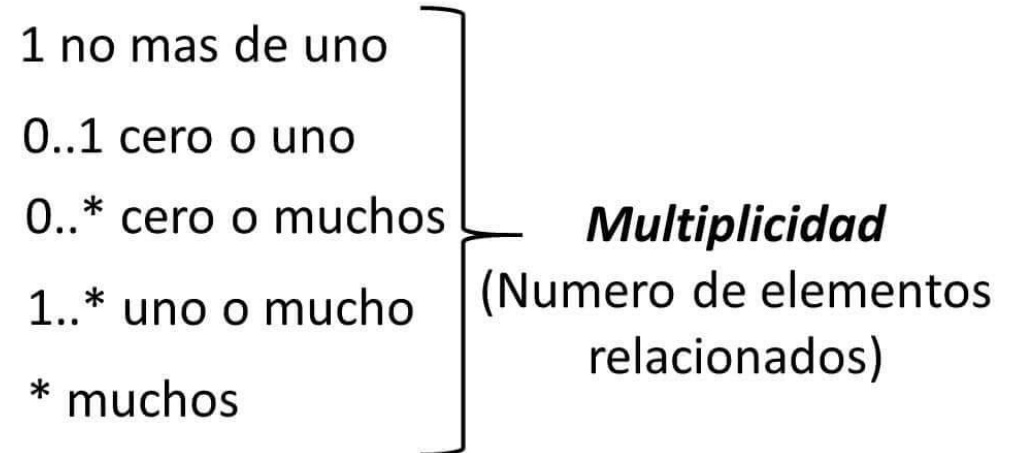 1 no mas de uno
0..1 cero o uno
0..* cero o muchos
1..* uno o mucho
* muchos
Multiplicidad
(Numero de elementos
relacionados)